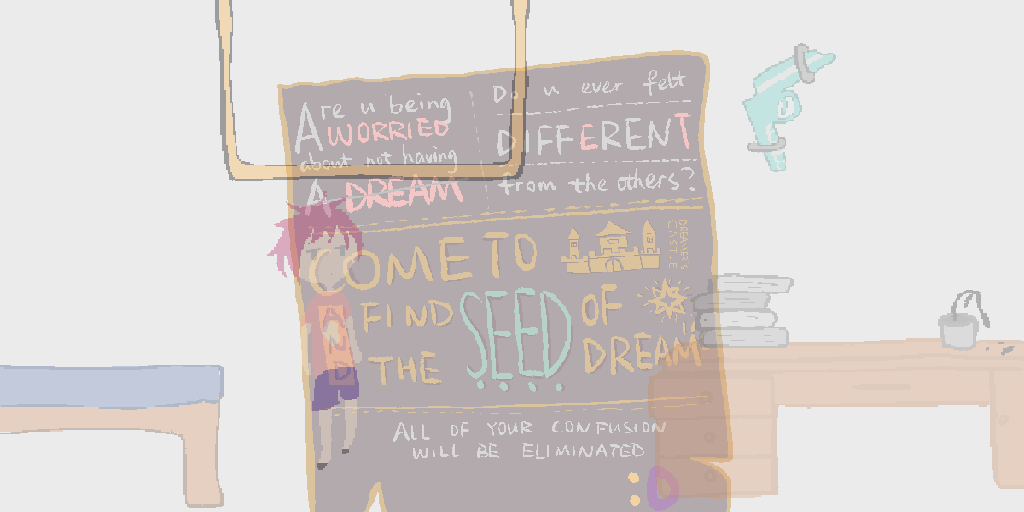 Are u being
WORRIED
about not having
A DREAM
Do u ever felt
DIFFERENT
from the others?
COME TO
DREAMER'S
CASTLE
FIND SEED OF
THE DREAM
ALL OF YOUR CONFUSION
WILL BE ELIMINATED